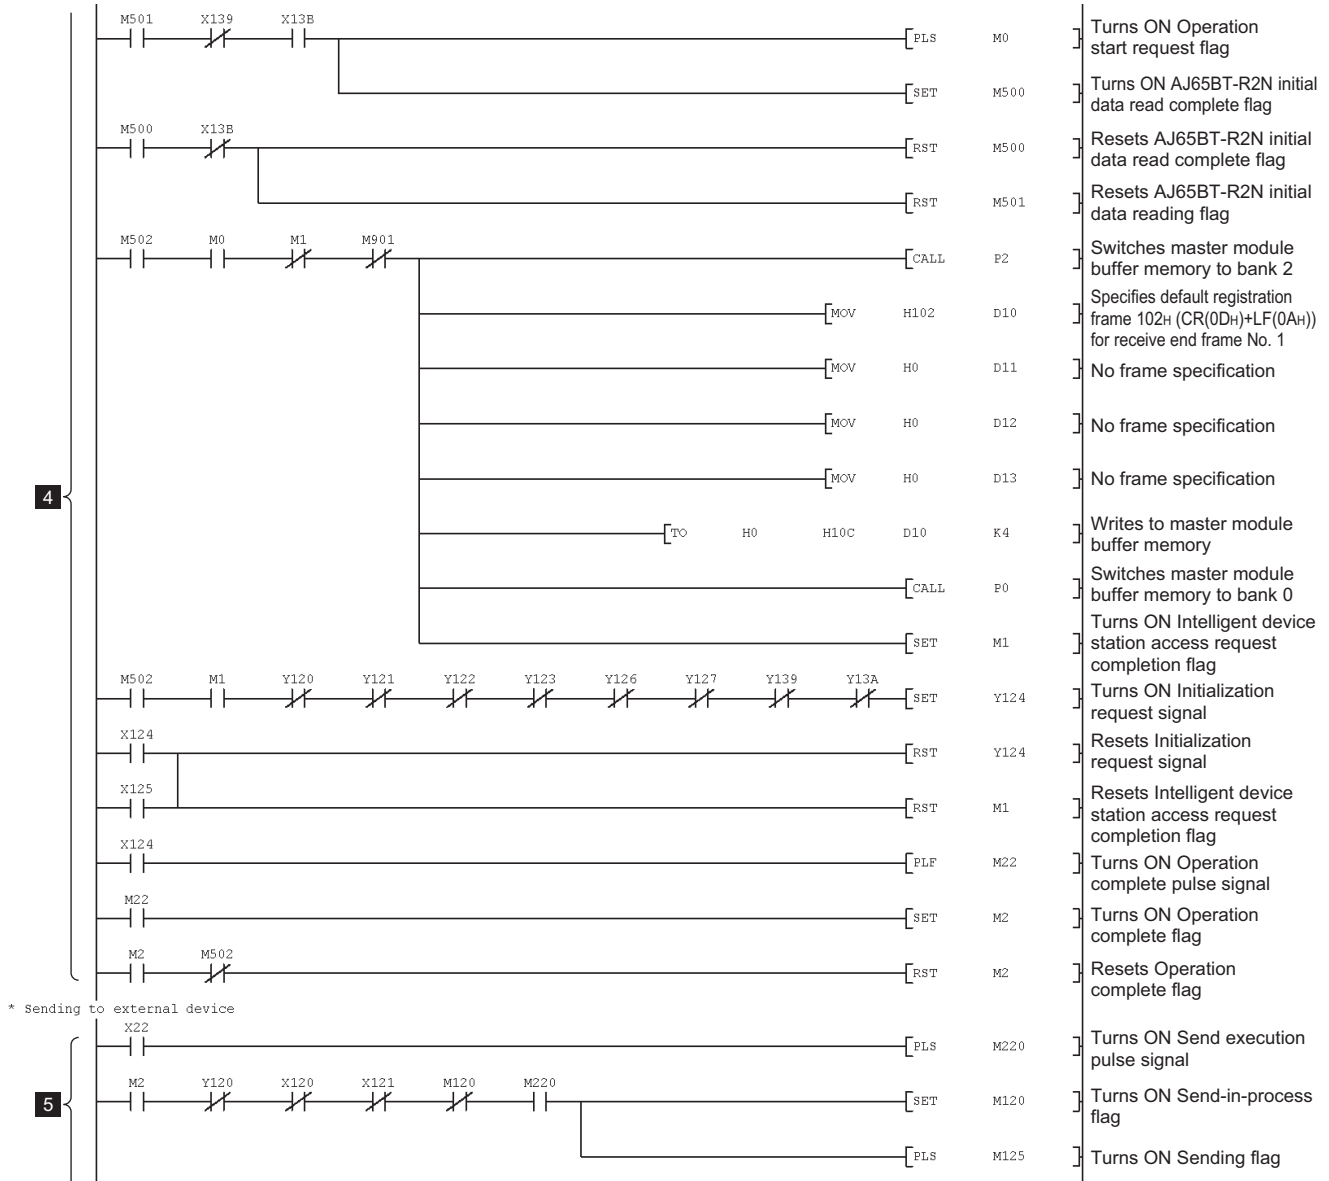 M501 X139 X13B
PLS M0
Turns ON Operation
start request flag
SET M500
Turns ON AJ65BT-R2N initial
data read complete flag
M500 X13B
RST M500
Resets AJ65BT-R2N initial
data read complete flag
RST M501
Resets AJ65BT-R2N initial
data reading flag
M502 M0 M1 M901
CALL P2
Switches master module
buffer memory to bank 2
MOV H102 D10
Specifies default registration
frame 102H (CR(0DH)+LF(0AH))
for receive end frame No. 1
MOV H0 D11
No frame specification
MOV H0 D12
No frame specification
MOV H0 D13
No frame specification
4
TO H0 H10C D10 K4
Writes to master module
buffer memory
CALL P0
Switches master module
buffer memory to bank 0
SET M1
Turns ON Intelligent device
station access request
completion flag
M502 M1 Y120 Y121 Y122 Y123 Y126 Y127 Y139 Y13A
SET Y124
Turns ON Initialization
request signal
X124
RST Y124
Resets Initialization
request signal
X125
RST M1
Resets Intelligent device
station access request
completion flag
X124
PLF M22
Turns ON Operation
complete pulse signal
M22
SET M2
Turns ON Operation
complete flag
M2 M502
RST M2
Resets Operation
complete flag
* Sending to external device
X22
PLS M220
Turns ON Send execution
pulse signal
5
M2 Y120 X120 X121 M120 M220
SET M120
Turns ON Send-in-process
flag
PLS M125
Turns ON Sending flag